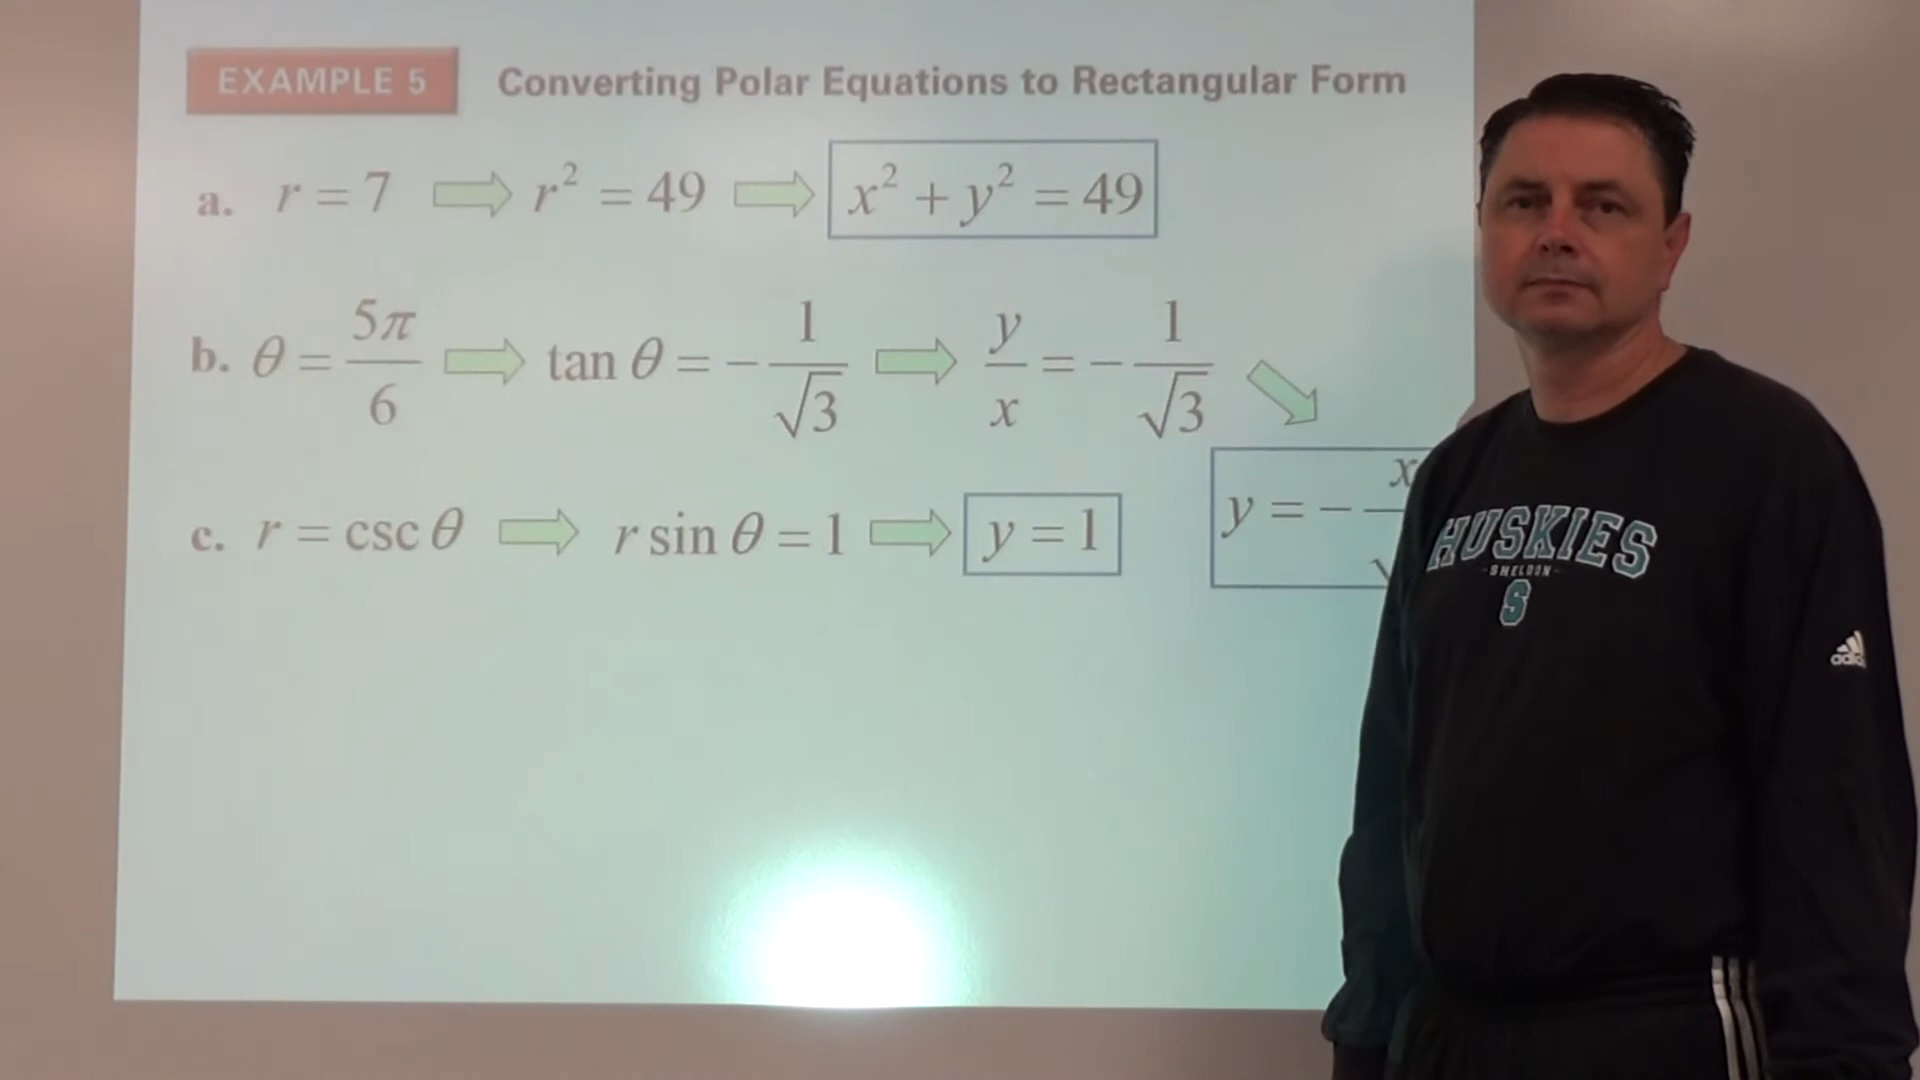 EXAMPLE 5 Converting Polar Equations to Rectangular Form
a. r = 7 ⇨ r² = 49 ⇨ x² + y² = 49
b. θ = 5π/6 ⇨ tan θ = −1/√3 ⇨ y/x = −1/√3
y = − x
c. r = csc θ ⇨ r sin θ = 1 ⇨ y = 1
HUSKIES
SHELDON
S
adidas